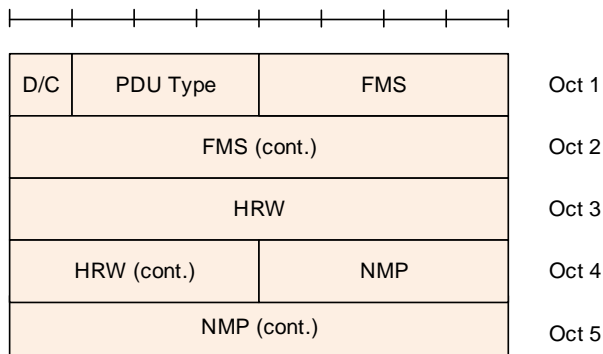 D/C PDU Type FMS Oct 1
FMS (cont.) Oct 2
HRW Oct 3
HRW (cont.) NMP Oct 4
NMP (cont.) Oct 5